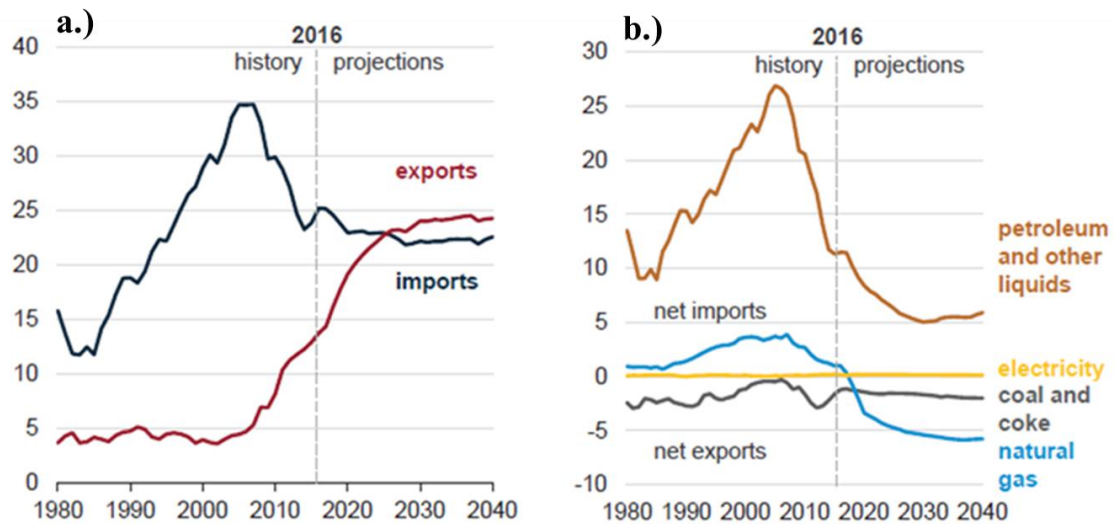 a.)
2016
history projections
40
35
30
25
20
15
10
5
0
exports
imports
1980 1990 2000 2010 2020 2030 2040
b.)
2016
history projections
30
25
20
15
10
5
0
-5
-10
petroleum
and other
liquids
net imports
electricity
coal and
coke
natural
gas
net exports
1980 1990 2000 2010 2020 2030 2040